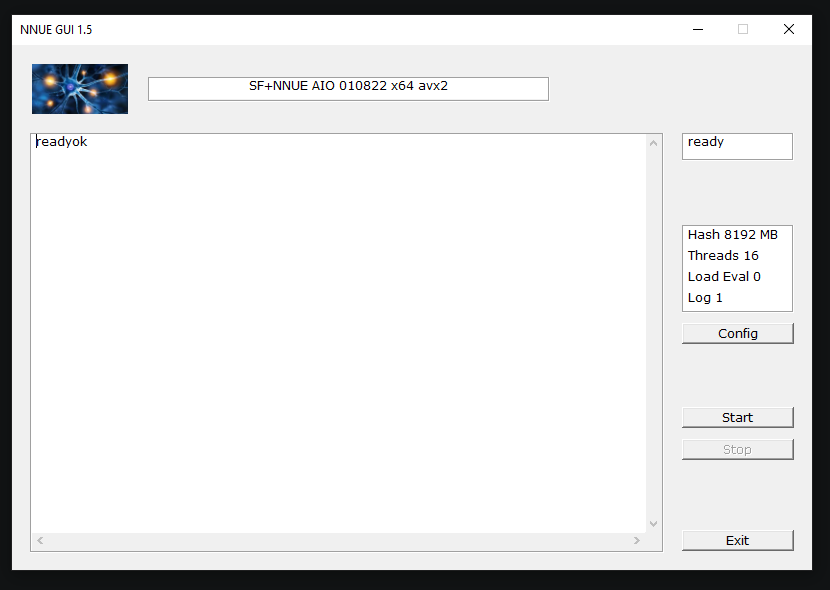 NNUE GUI 1.5
SF+NNUE AIO 010822 x64 avx2
readyok
ready
Hash 8192 MB
Threads 16
Load Eval 0
Log 1
Config
Start
Stop
Exit